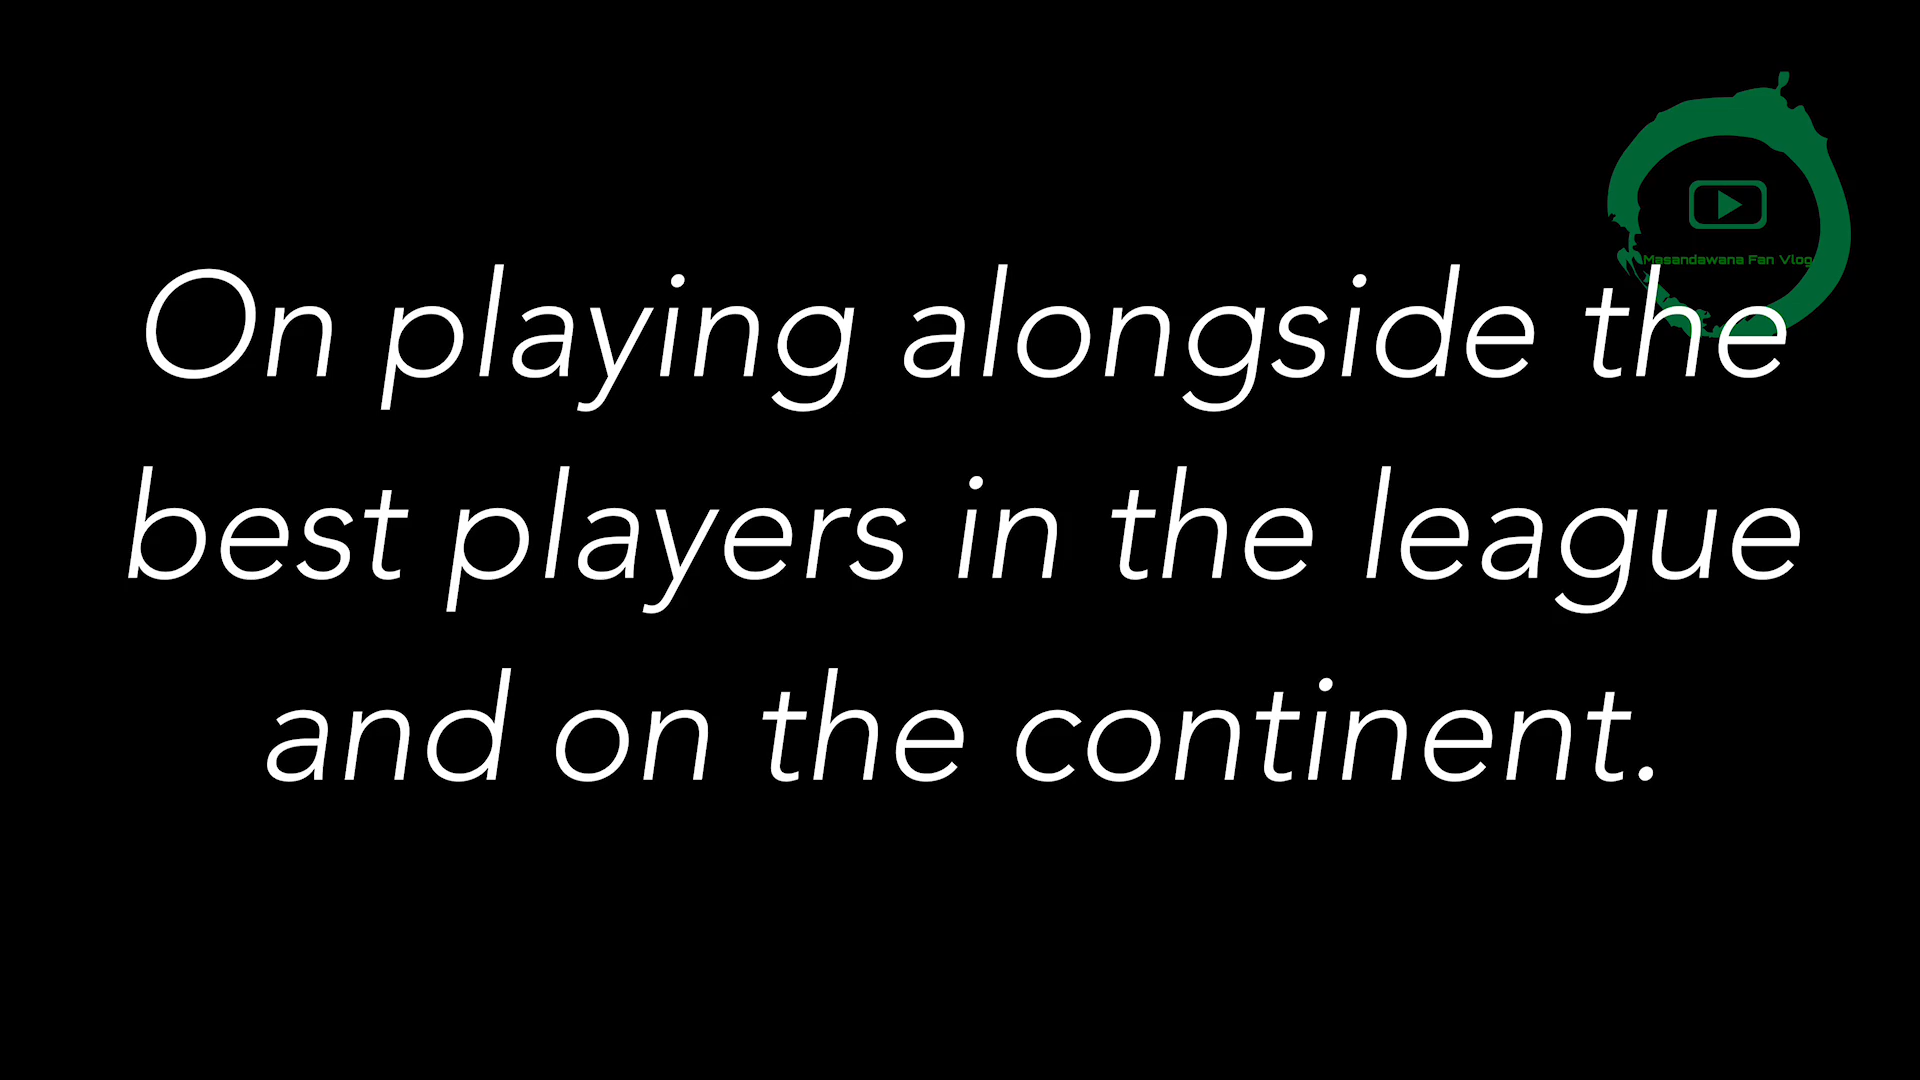 Masandawana Fan Vlog
On playing alongside the
best players in the league
and on the continent.